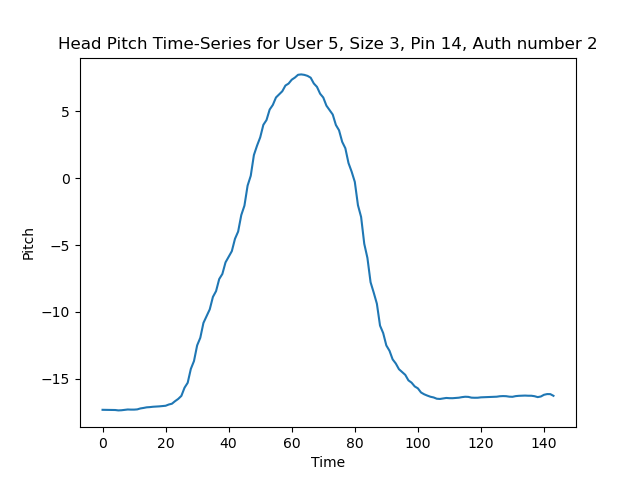 Head Pitch Time-Series for User 5, Size 3, Pin 14, Auth number 2
Pitch
5
0
−5
−10
−15
0 20 40 60 80 100 120 140
Time